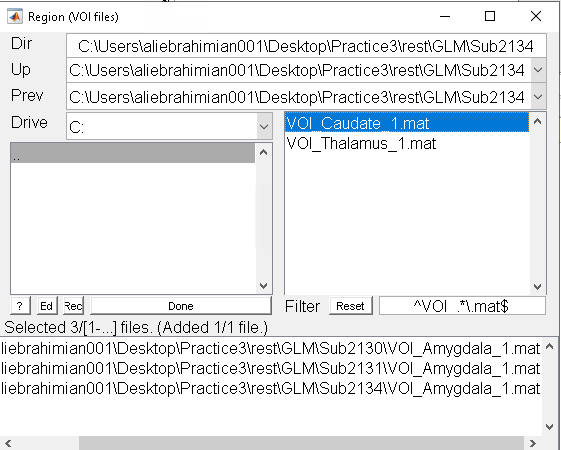 Region (VOI files)
Dir C:\Users\aliebrahimian001\Desktop\Practice3\rest\GLM\Sub2134
Up C:\Users\aliebrahimian001\Desktop\Practice3\rest\GLM\Sub2134
Prev C:\Users\aliebrahimian001\Desktop\Practice3\rest\GLM\Sub2134
Drive C:
VOI_Caudate_1.mat
VOI_Thalamus_1.mat
..
? Ed Rec Done Filter Reset ^VOI_.*\.mat$
Selected 3/[1-...] files. (Added 1/1 file.)
liebrahimian001\Desktop\Practice3\rest\GLM\Sub2130\VOI_Amygdala_1.mat
liebrahimian001\Desktop\Practice3\rest\GLM\Sub2131\VOI_Amygdala_1.mat
liebrahimian001\Desktop\Practice3\rest\GLM\Sub2134\VOI_Amygdala_1.mat